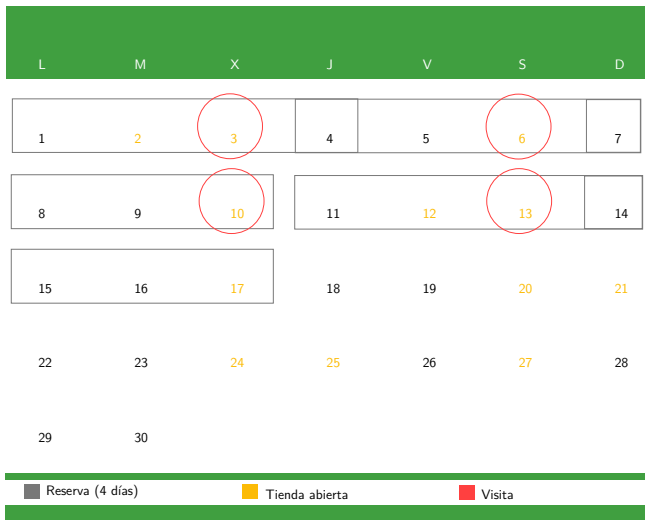 L M X J V S D
1 2 3 4 5 6 7
8 9 10 11 12 13 14
15 16 17 18 19 20 21
22 23 24 25 26 27 28
29 30
Reserva (4 días) Tienda abierta Visita